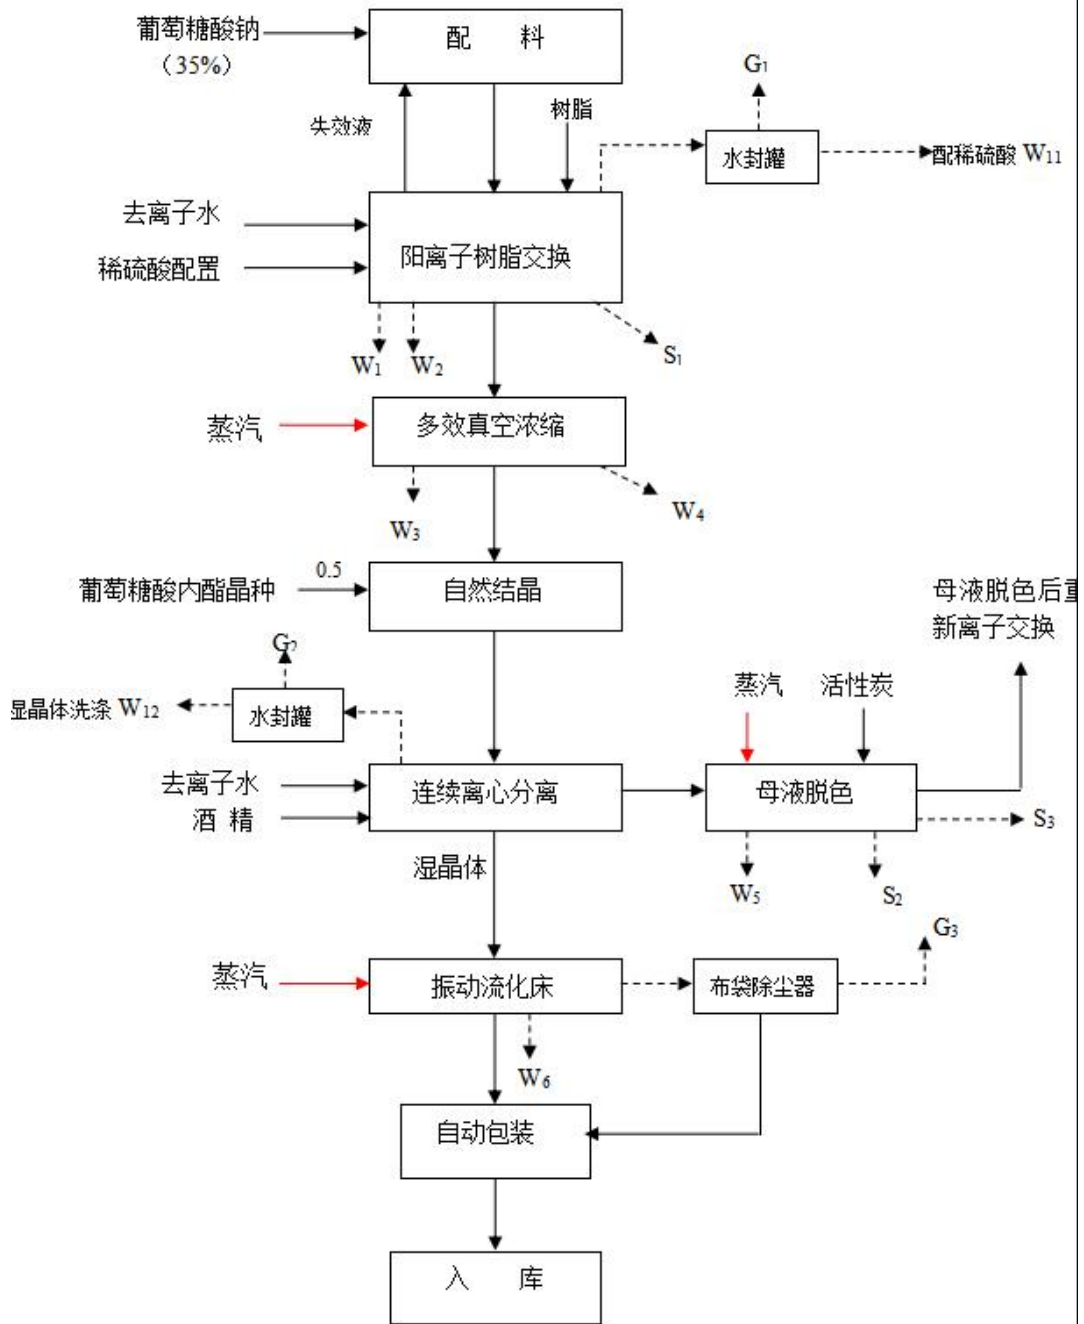 葡萄糖酸钠
（35%）
配 料
G₁
失效液
树脂
水封罐
配稀硫酸 W₁₁
去离子水
稀硫酸配置
阳离子树脂交换
W₁
W₂
S₁
蒸汽
多效真空浓缩
W₃
W₄
葡萄糖酸内酯晶种
0.5
自然结晶
母液脱色后重
新离子交换
G₂
显晶体洗涤 W₁₂
水封罐
蒸汽
活性炭
去离子水
酒 精
连续离心分离
母液脱色
S₃
湿晶体
W₅
S₂
G₃
蒸汽
振动流化床
布袋除尘器
W₆
自动包装
入 库